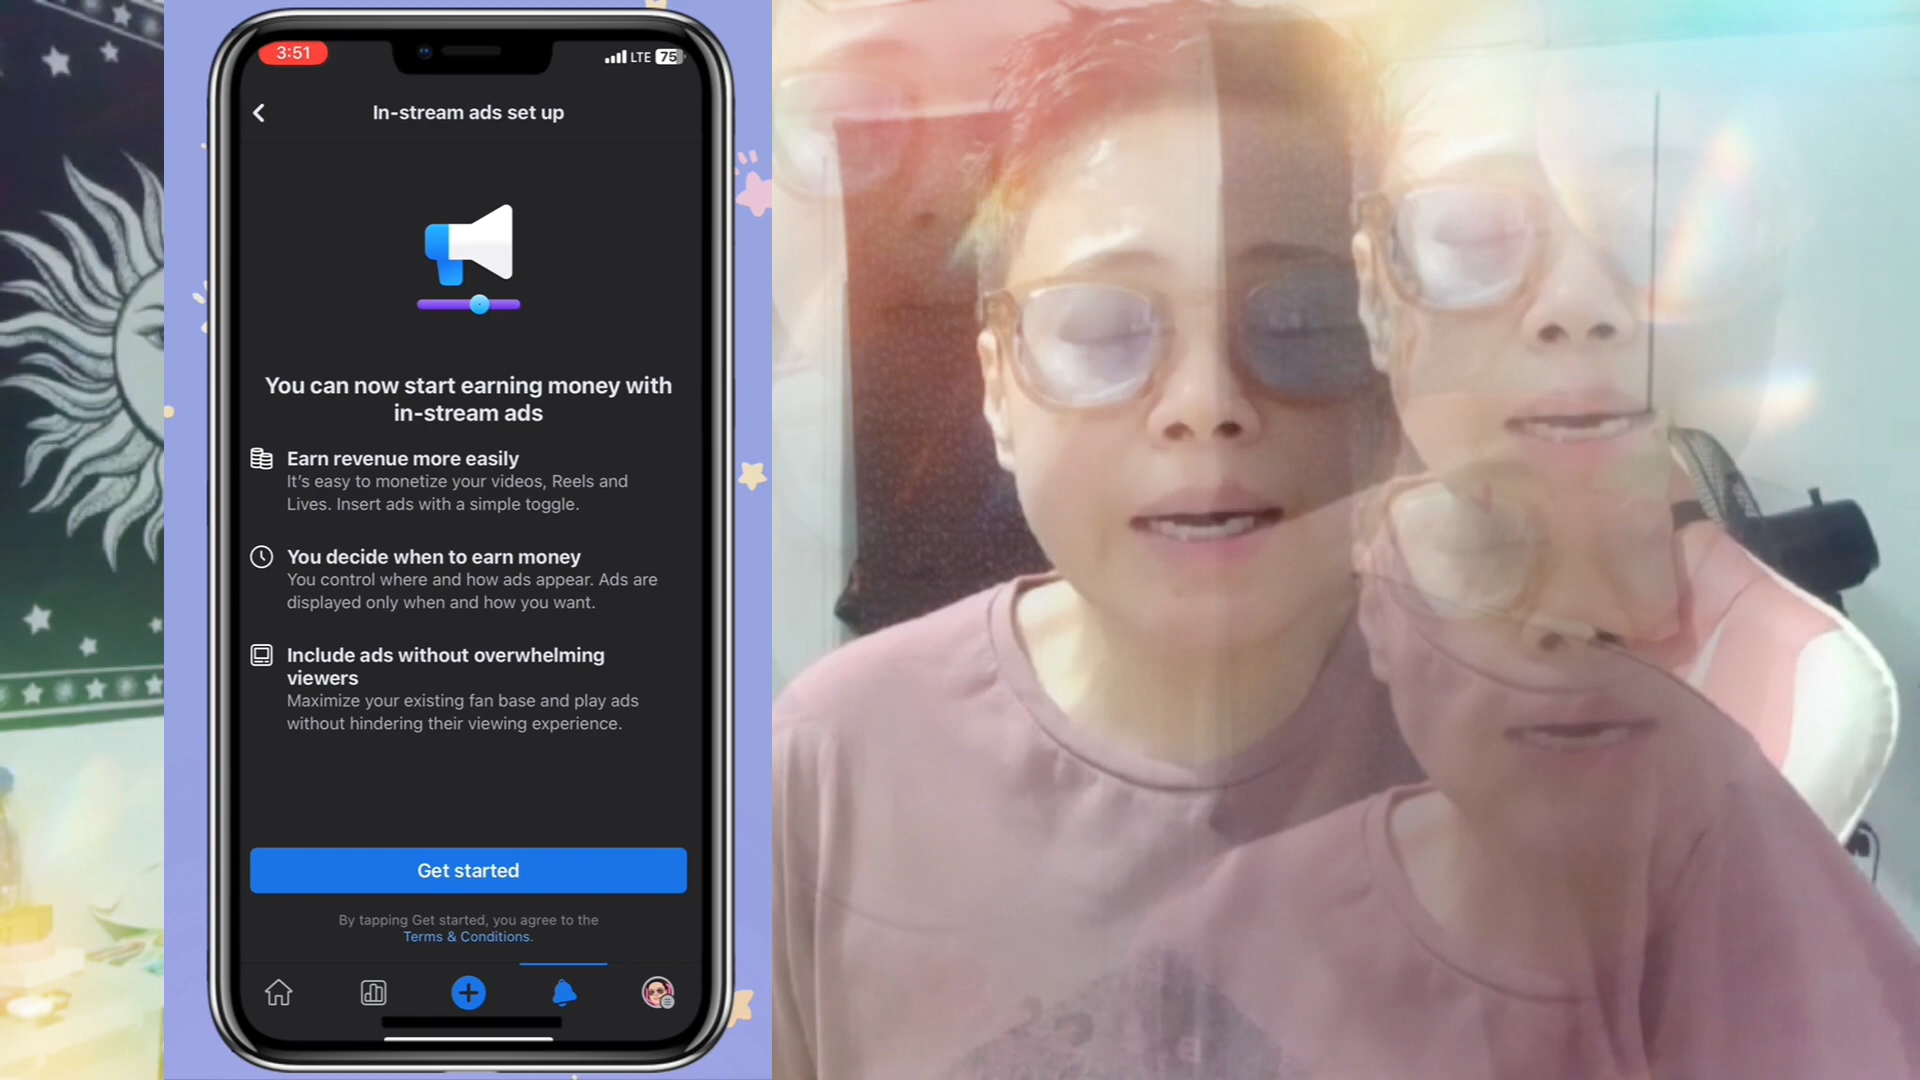 3:51
LTE 75
In-stream ads set up
You can now start earning money with
in-stream ads
Earn revenue more easily
It's easy to monetize your videos, Reels and
Lives. Insert ads with a simple toggle.
You decide when to earn money
You control where and how ads appear. Ads are
displayed only when and how you want.
Include ads without overwhelming
viewers
Maximize your existing fan base and play ads
without hindering their viewing experience.
Get started
By tapping Get started, you agree to the
Terms & Conditions.